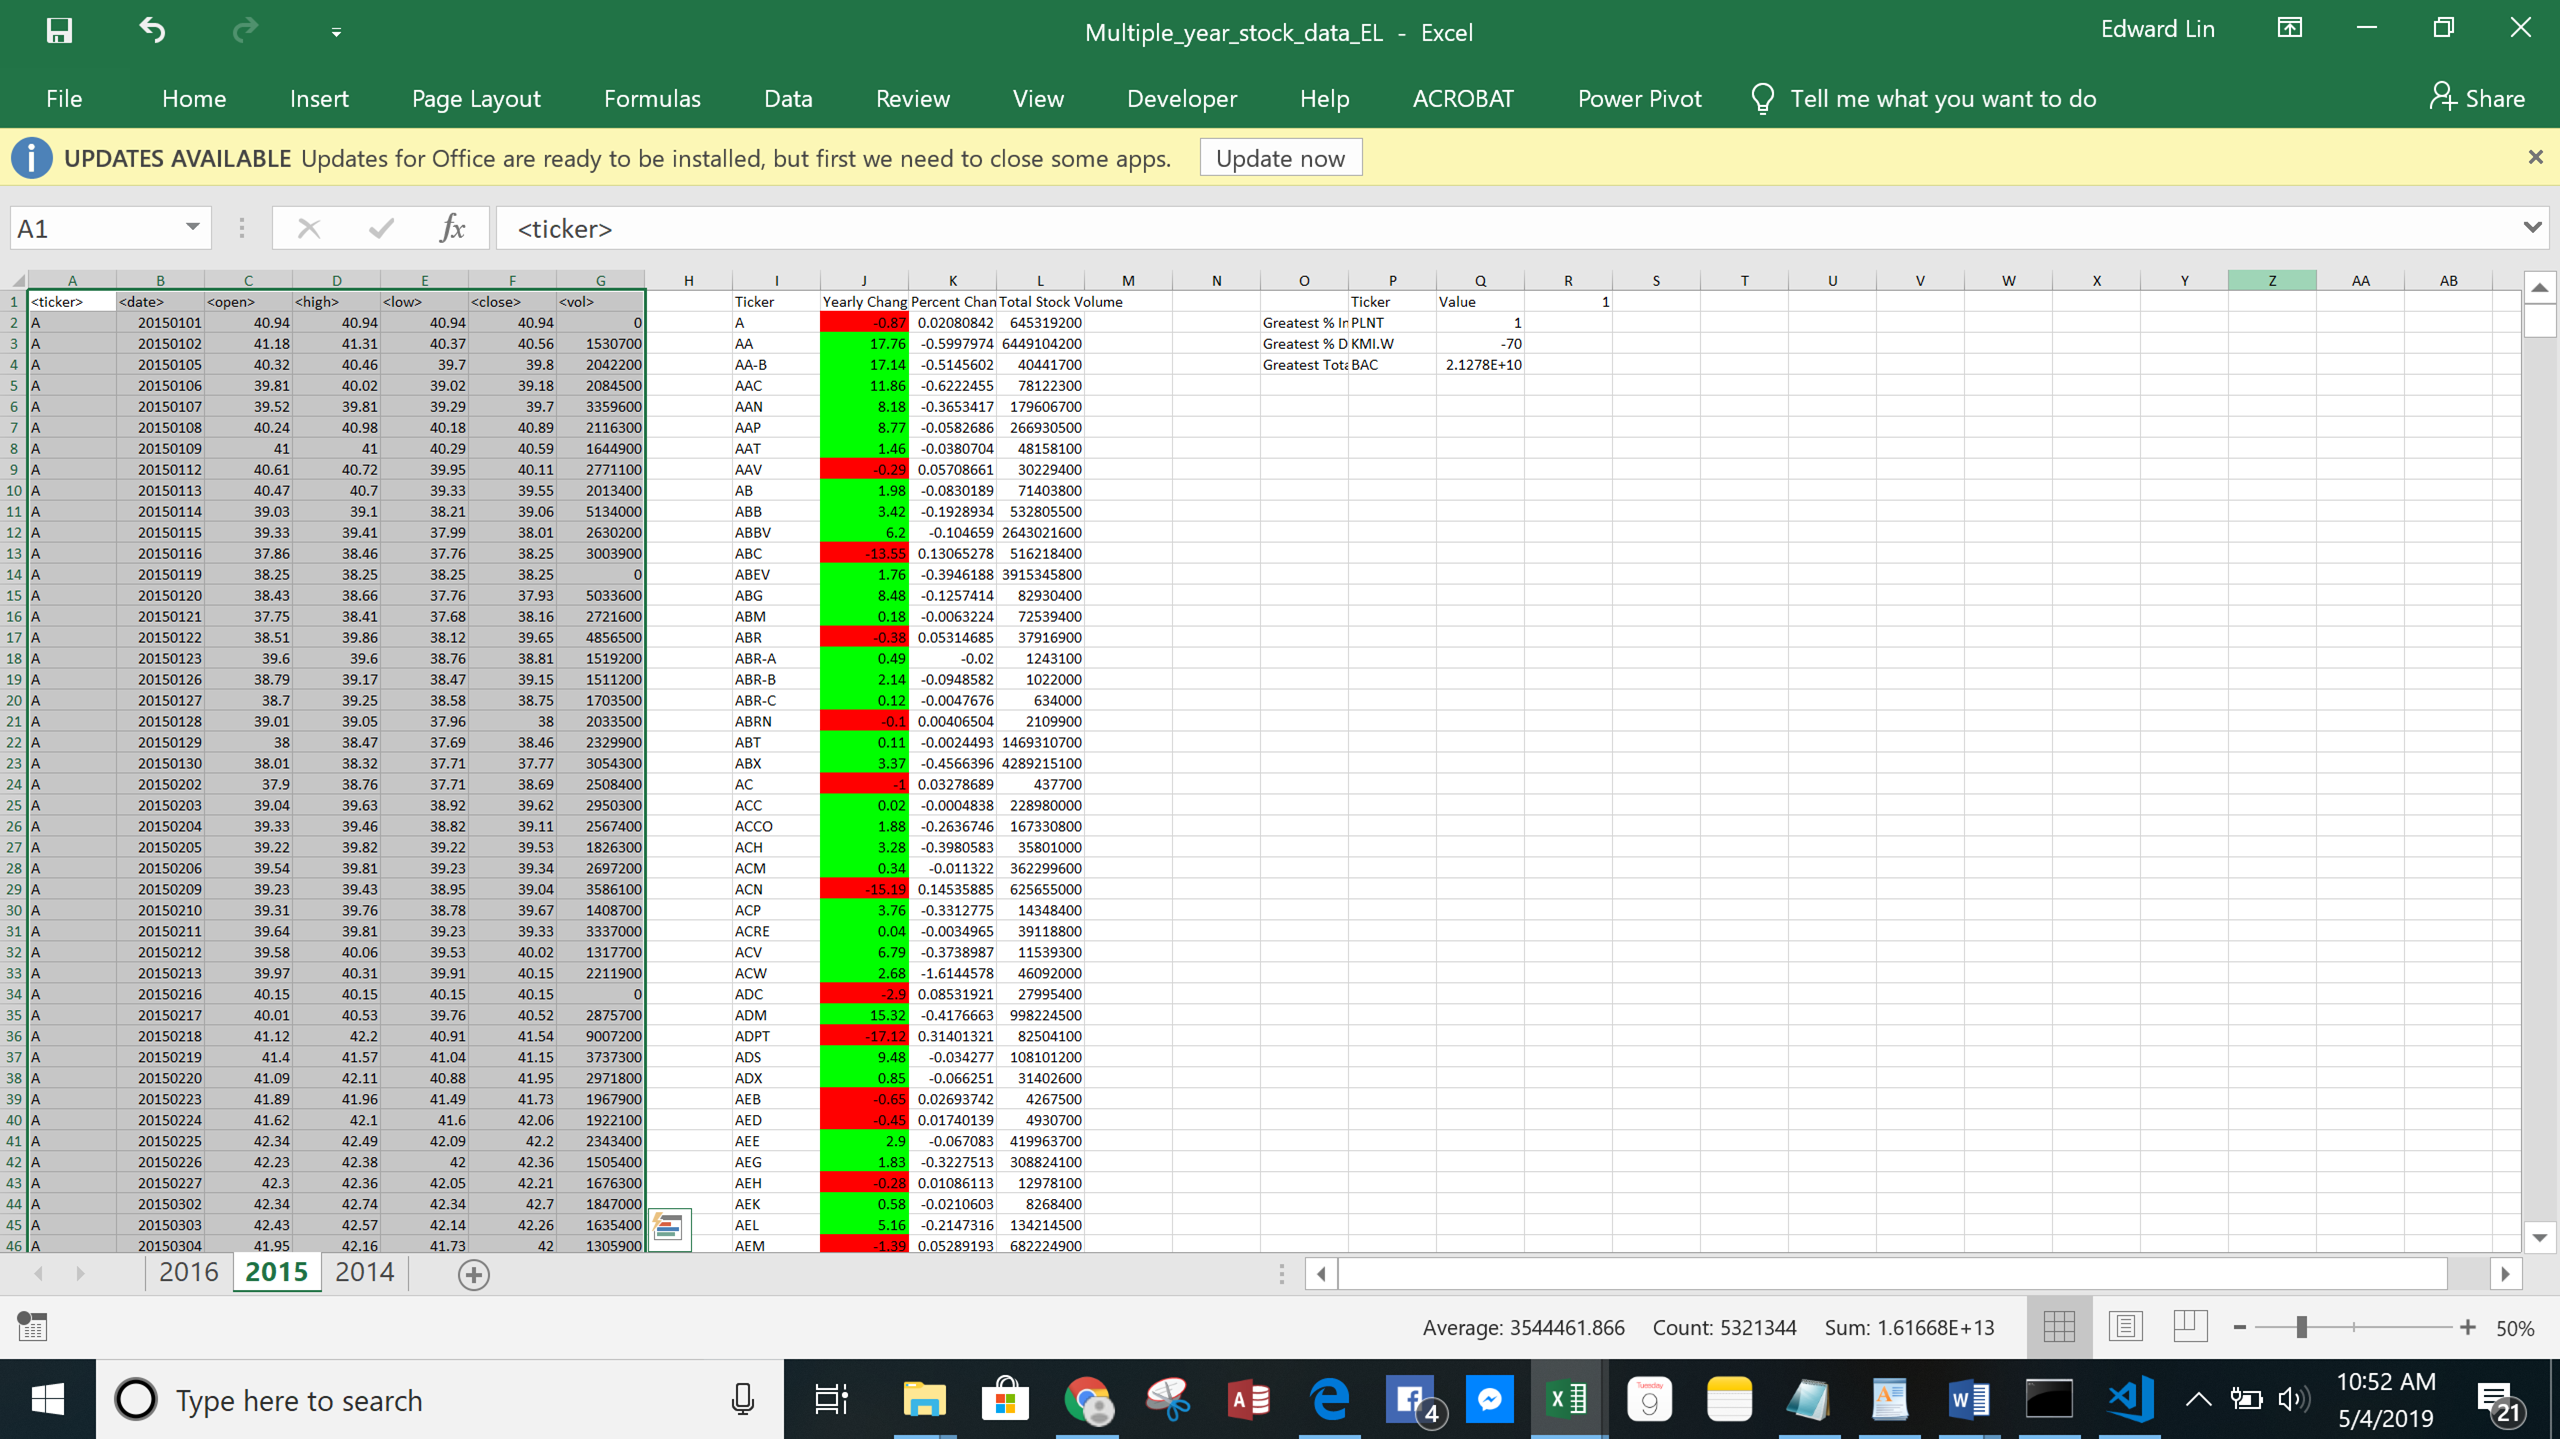 Multiple_year_stock_data_EL - Excel
Edward Lin
File Home Insert Page Layout Formulas Data Review View Developer Help ACROBAT Power Pivot Tell me what you want to do Share
UPDATES AVAILABLE Updates for Office are ready to be installed, but first we need to close some apps. Update now
A1 fx <ticker>
A B C D E F G H I J K L M N O P Q R S T U V W X Y Z AA AB
1 <ticker> <date> <open> <high> <low> <close> <vol> Ticker Yearly Chang Percent Chan Total Stock Volume Ticker Value 1
2 A 20150101 40.94 40.94 40.94 40.94 0 A -0.87 0.02080842 645319200 Greatest % In PLNT 1
3 A 20150102 41.18 41.31 40.37 40.56 1530700 AA 17.76 -0.5997974 6449104200 Greatest % D KMI.W -70
4 A 20150105 40.32 40.46 39.7 39.8 2042200 AA-B 17.14 -0.5145602 40441700 Greatest Tota BAC 2.1278E+10
5 A 20150106 39.81 40.02 39.02 39.18 2084500 AAC 11.86 -0.6222455 78122300
6 A 20150107 39.52 39.81 39.29 39.7 3359600 AAN 8.18 -0.3653417 179606700
7 A 20150108 40.24 40.98 40.18 40.89 2116300 AAP 8.77 -0.0582686 266930500
8 A 20150109 41 41 40.29 40.59 1644900 AAT 1.46 -0.0380704 48158100
9 A 20150112 40.61 40.72 39.95 40.11 2771100 AAV -0.29 0.05708661 30229400
10 A 20150113 40.47 40.7 39.33 39.55 2013400 AB 1.98 -0.0830189 71403800
11 A 20150114 39.03 39.1 38.21 39.06 5134000 ABB 3.42 -0.1928934 532805500
12 A 20150115 39.33 39.41 37.99 38.01 2630200 ABBV 6.2 -0.104659 2643021600
13 A 20150116 37.86 38.46 37.76 38.25 3003900 ABC -13.55 0.13065278 516218400
14 A 20150119 38.25 38.25 38.25 38.25 0 ABEV 1.76 -0.3946188 3915345800
15 A 20150120 38.43 38.66 37.76 37.93 5033600 ABG 8.48 -0.1257414 82930400
16 A 20150121 37.75 38.41 37.68 38.16 2721600 ABM 0.18 -0.0063224 72539400
17 A 20150122 38.51 39.86 38.12 39.65 4856500 ABR -0.38 0.05314685 37916900
18 A 20150123 39.6 39.6 38.76 38.81 1519200 ABR-A 0.49 -0.02 1243100
19 A 20150126 38.79 39.17 38.47 39.15 1511200 ABR-B 2.14 -0.0948582 1022000
20 A 20150127 38.7 39.25 38.58 38.75 1703500 ABR-C 0.12 -0.0047676 634000
21 A 20150128 39.01 39.05 37.96 38 2033500 ABRN -0.1 0.00406504 2109900
22 A 20150129 38 38.47 37.69 38.46 2329900 ABT 0.11 -0.0024493 1469310700
23 A 20150130 38.01 38.32 37.71 37.77 3054300 ABX 3.37 -0.4566396 4289215100
24 A 20150202 37.9 38.76 37.71 38.69 2508400 AC -1 0.03278689 437700
25 A 20150203 39.04 39.63 38.92 39.62 2950300 ACC 0.02 -0.0004838 228980000
26 A 20150204 39.33 39.46 38.82 39.11 2567400 ACCO 1.88 -0.2636746 167330800
27 A 20150205 39.22 39.82 39.22 39.53 1826300 ACH 3.28 -0.3980583 35801000
28 A 20150206 39.54 39.81 39.23 39.34 2697200 ACM 0.34 -0.011322 362299600
29 A 20150209 39.23 39.43 38.95 39.04 3586100 ACN -15.19 0.14535885 625655000
30 A 20150210 39.31 39.76 38.78 39.67 1408700 ACP 3.76 -0.3312775 14348400
31 A 20150211 39.64 39.81 39.23 39.33 3337000 ACRE 0.04 -0.0034965 39118800
32 A 20150212 39.58 40.06 39.53 40.02 1317700 ACV 6.79 -0.3738987 11539300
33 A 20150213 39.97 40.31 39.91 40.15 2211900 ACW 2.68 -1.6144578 46092000
34 A 20150216 40.15 40.15 40.15 40.15 0 ADC -2.9 0.08531921 27995400
35 A 20150217 40.01 40.53 39.76 40.52 2875700 ADM 15.32 -0.4176663 998224500
36 A 20150218 41.12 42.2 40.91 41.54 9007200 ADPT -17.12 0.31401321 82504100
37 A 20150219 41.4 41.57 41.04 41.15 3737300 ADS 9.48 -0.034277 108101200
38 A 20150220 41.09 42.11 40.88 41.95 2971800 ADX 0.85 -0.066251 31402600
39 A 20150223 41.89 41.96 41.49 41.73 1967900 AEB -0.65 0.02693742 4267500
40 A 20150224 41.62 42.1 41.6 42.06 1922100 AED -0.45 0.01740139 4930700
41 A 20150225 42.34 42.49 42.09 42.2 2343400 AEE 2.9 -0.067083 419963700
42 A 20150226 42.23 42.38 42 42.36 1505400 AEG 1.83 -0.3227513 308824100
43 A 20150227 42.3 42.36 42.05 42.21 1676300 AEH -0.28 0.01086113 12978100
44 A 20150302 42.34 42.74 42.34 42.7 1847000 AEK 0.58 -0.0210603 8268400
45 A 20150303 42.43 42.57 42.14 42.26 1635400 AEL 5.16 -0.2147316 134214500
46 A 20150304 41.95 42.16 41.73 42 1305900 AEM -1.39 0.05289193 682224900
2016 2015 2014
Average: 3544461.866 Count: 5321344 Sum: 1.61668E+13 50%
Type here to search
Tuesday
9
4
10:52 AM
5/4/2019
21